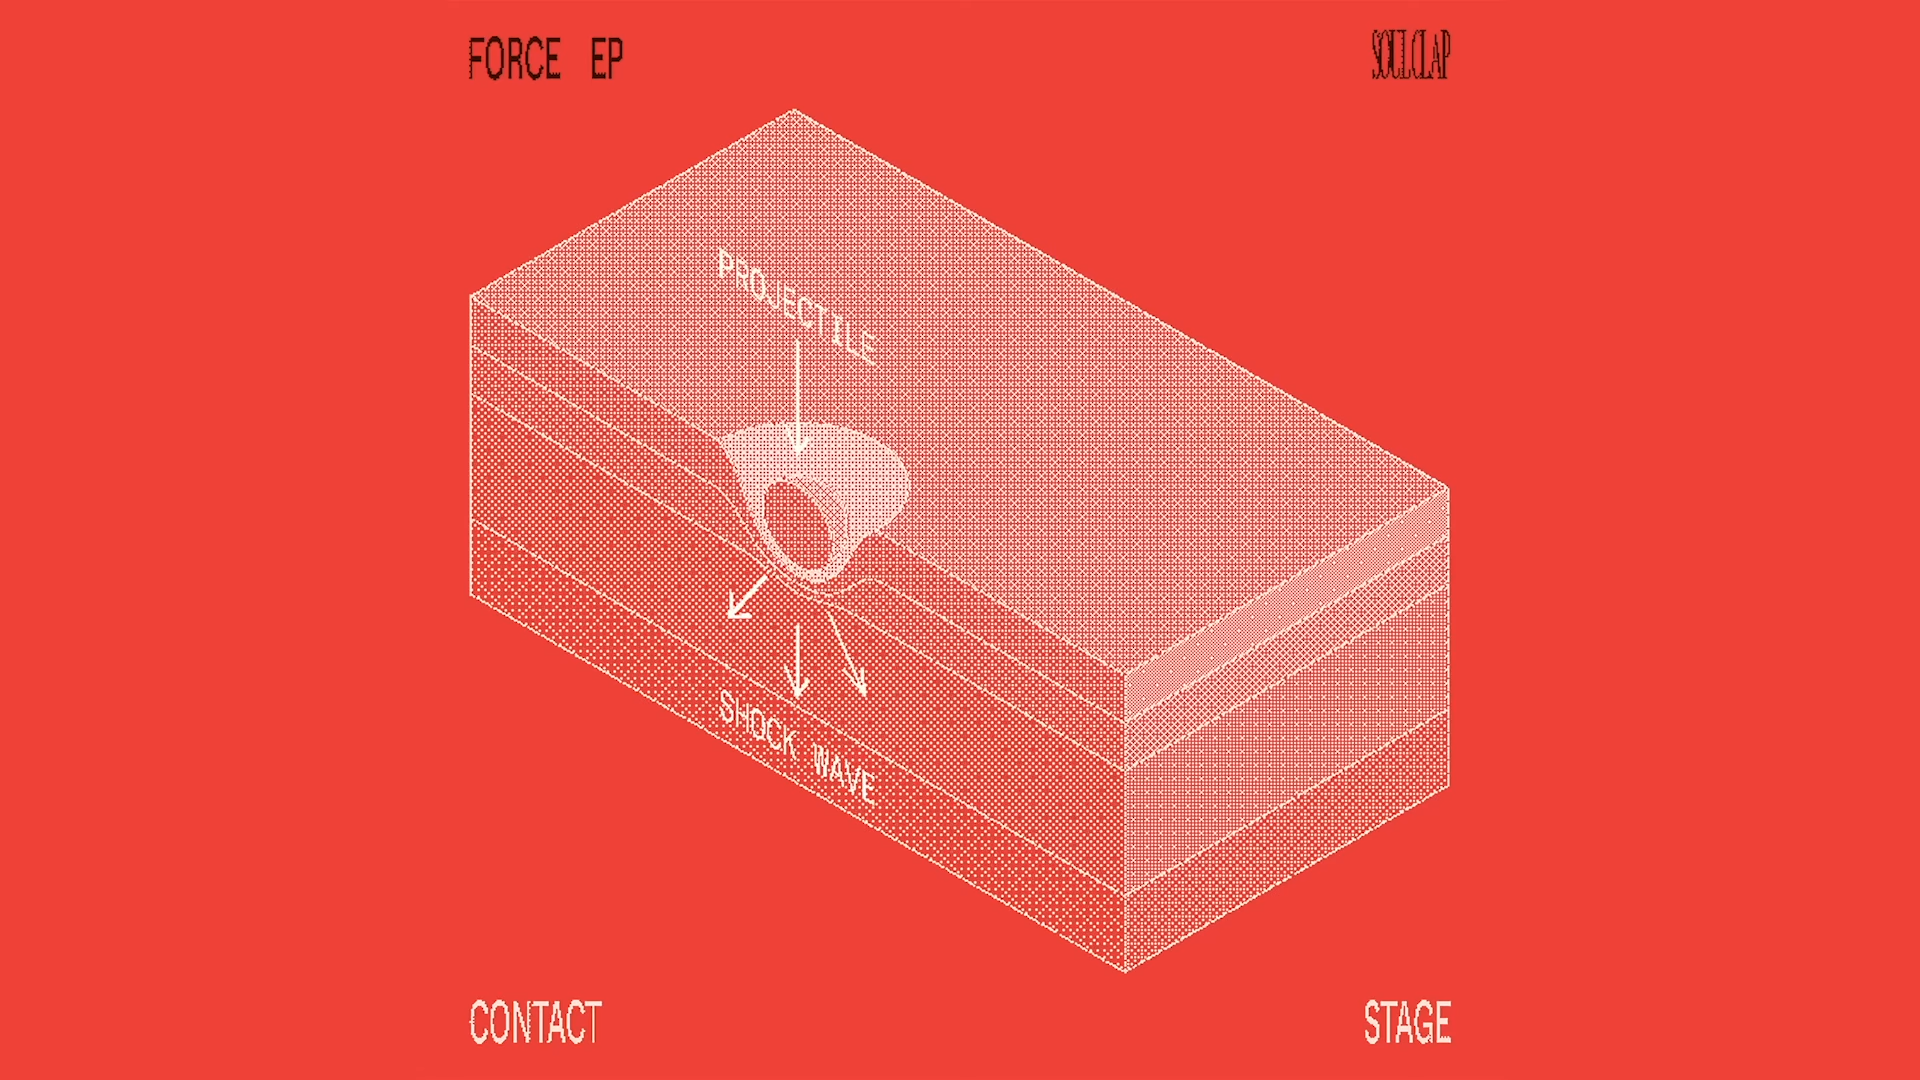 FORCE EP
SOULCLAP
PROJECTILE
SHOCK WAVE
CONTACT
STAGE